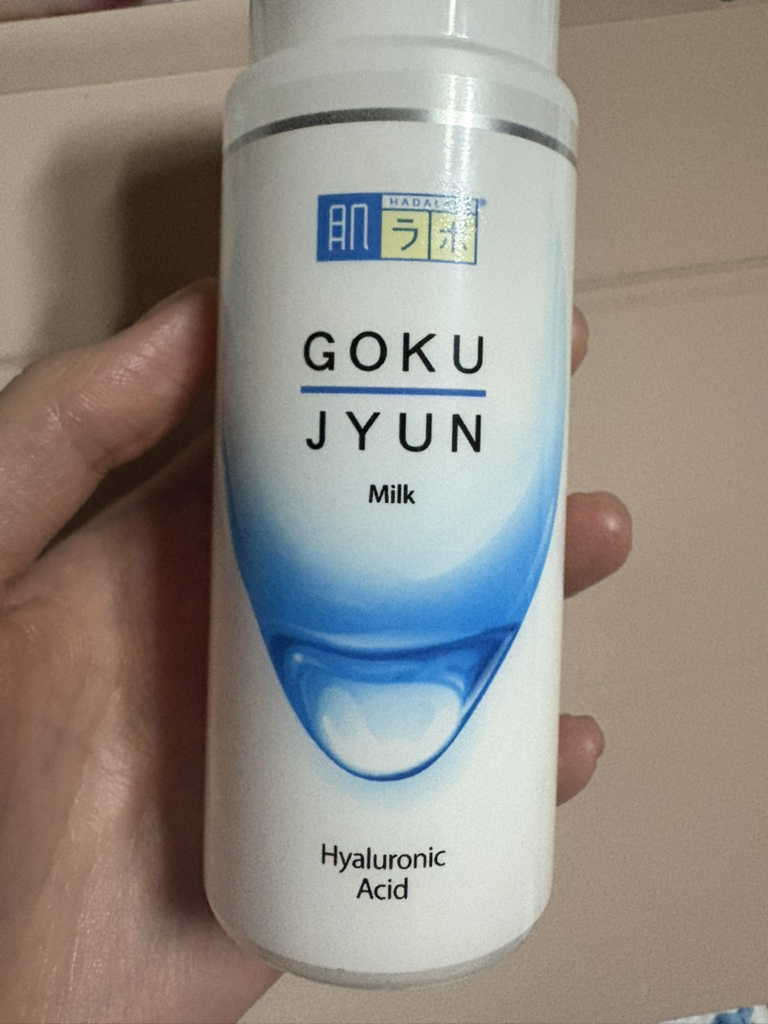 肌ラボ
GOKU
JYUN
Milk
Hyaluronic
Acid